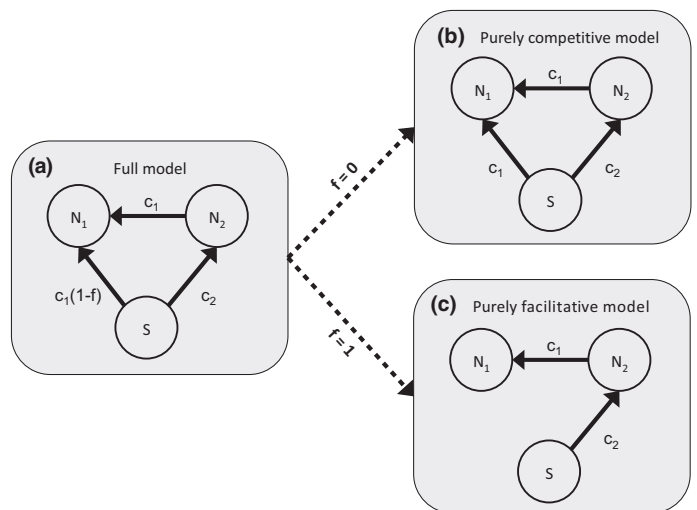 (a)
Full model
N₁
c₁
N₂
c₁(1-f)
c₂
S
f = 0
f = 1
(b) Purely competitive model
N₁
c₁
N₂
c₁
c₂
S
(c) Purely facilitative model
N₁
c₁
N₂
c₂
S